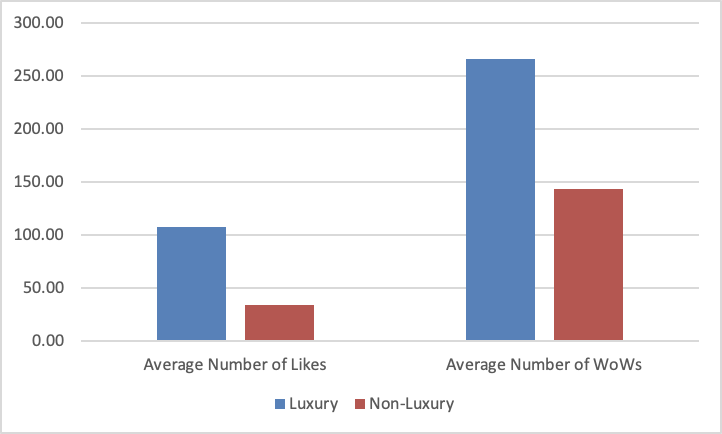 300.00
250.00
200.00
150.00
100.00
50.00
0.00
Average Number of Likes
Average Number of WoWs
Luxury
Non-Luxury